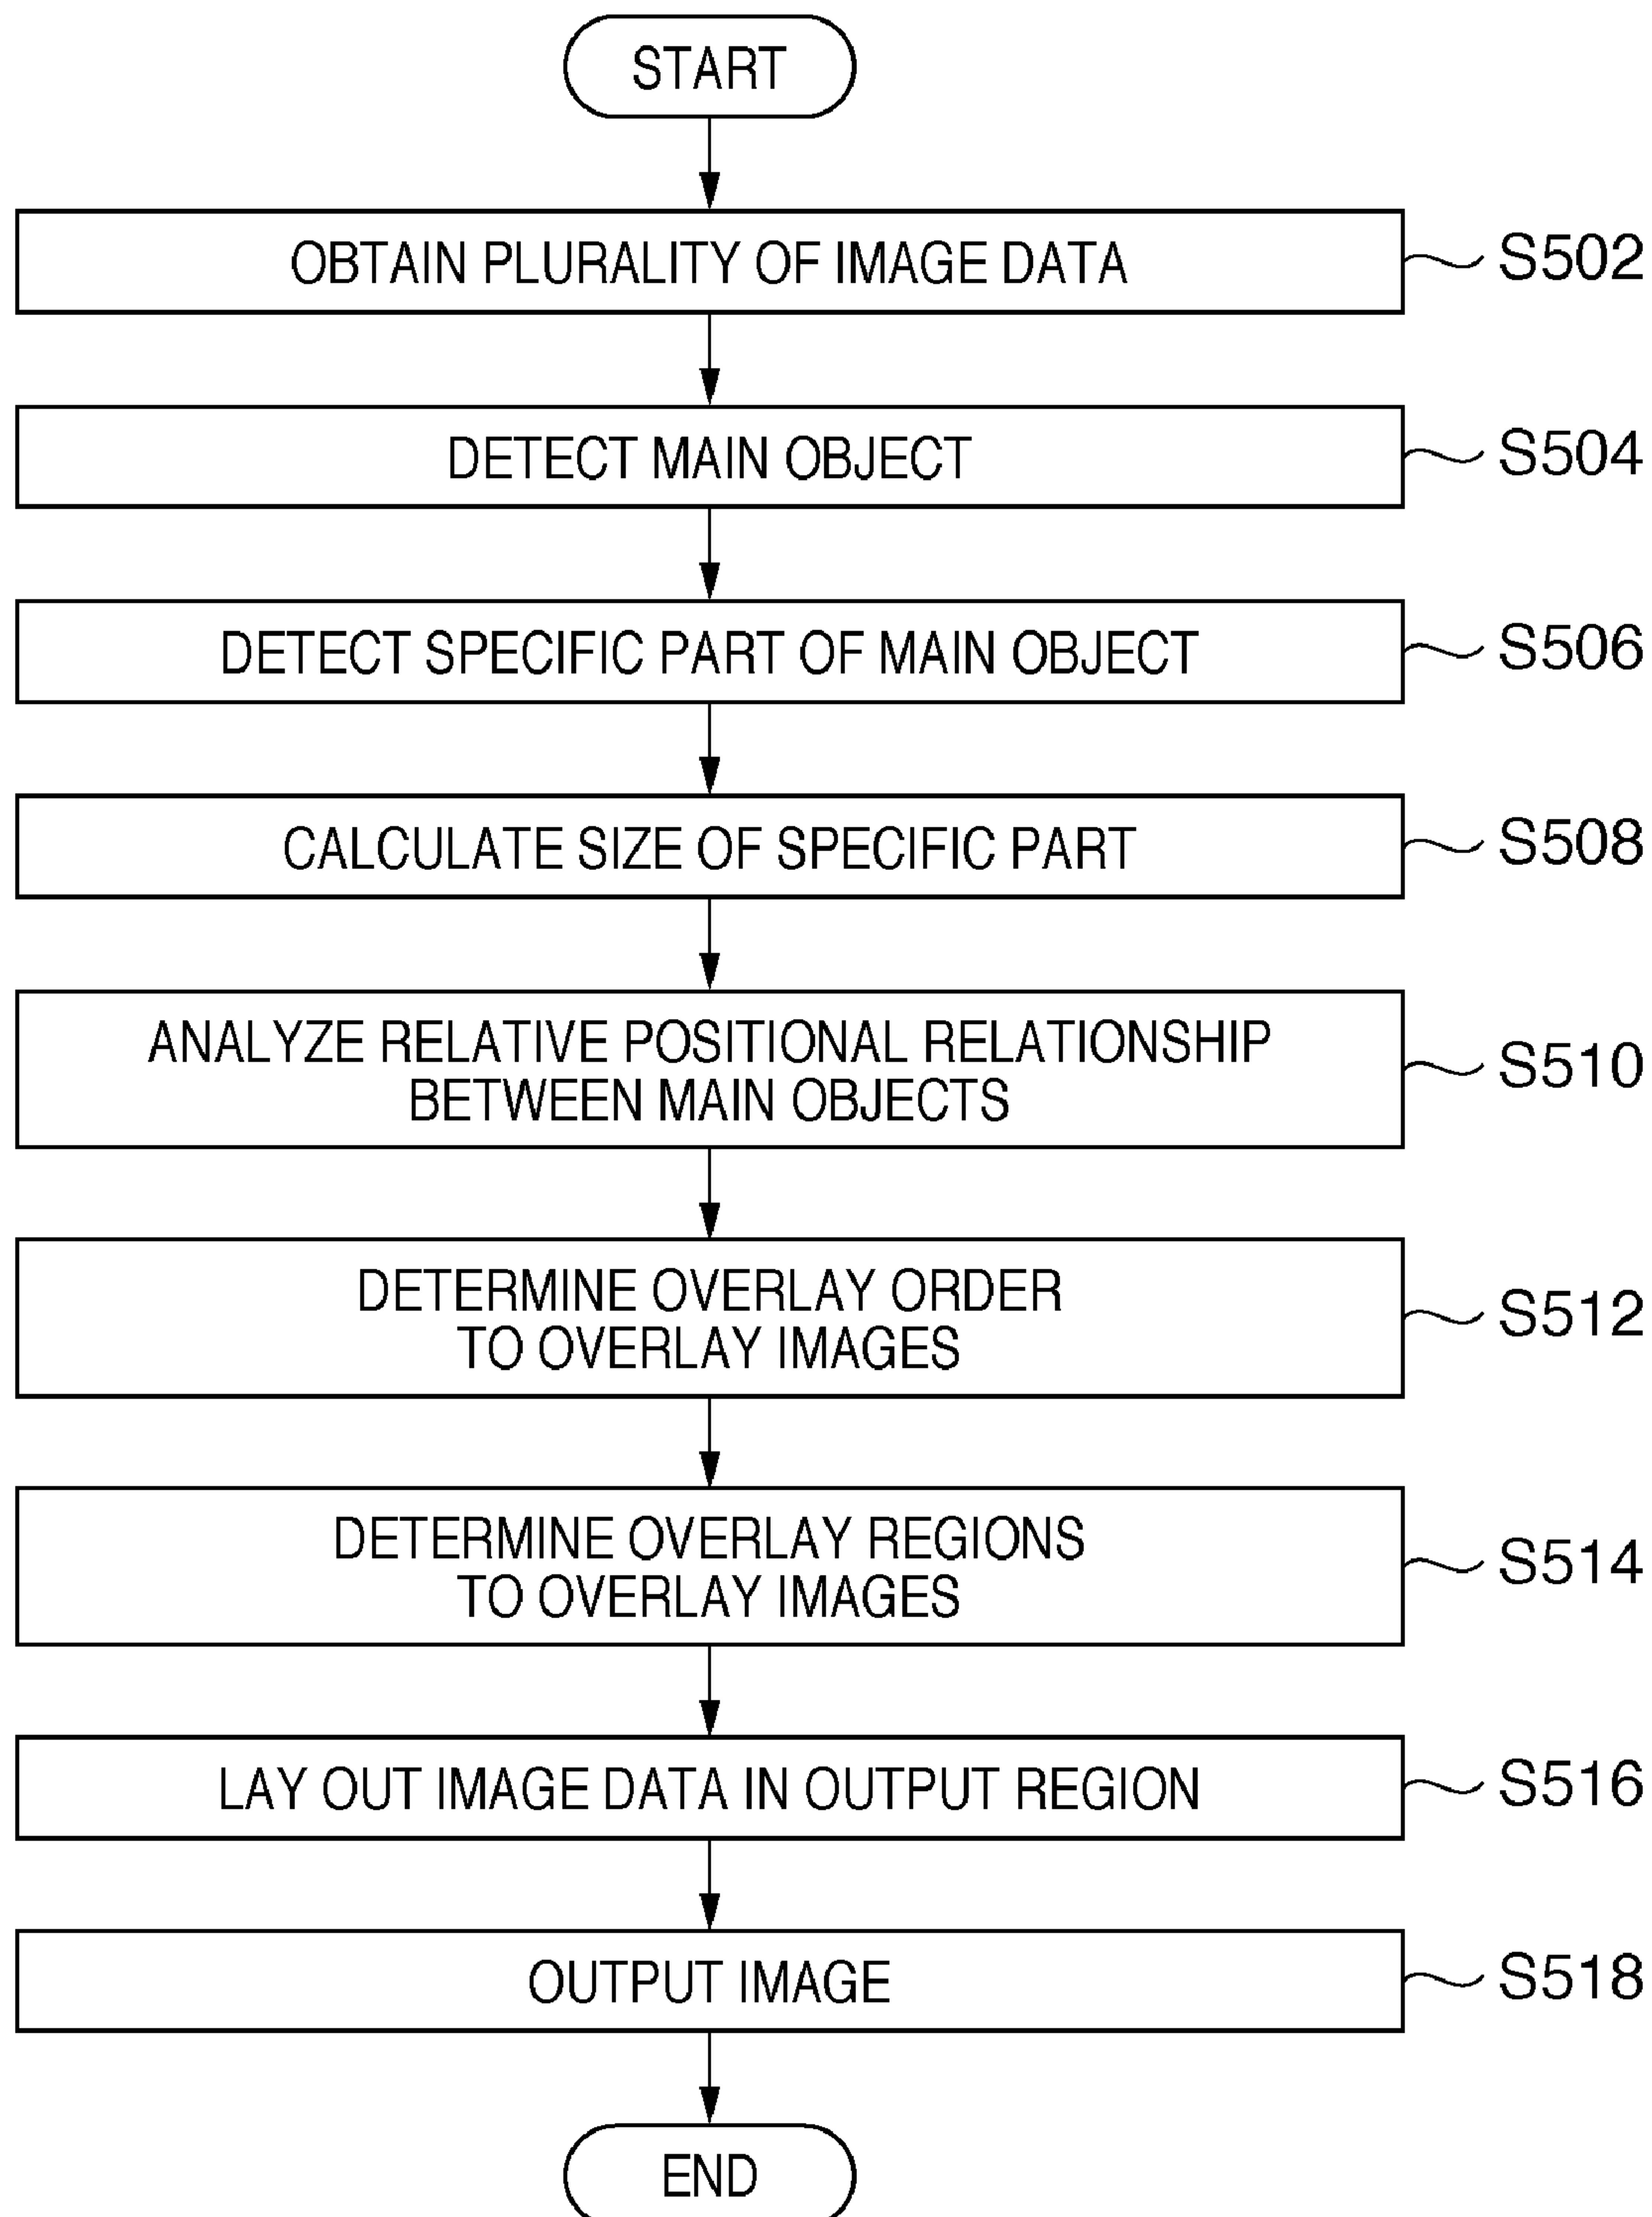 START
OBTAIN PLURALITY OF IMAGE DATA
S502
DETECT MAIN OBJECT
S504
DETECT SPECIFIC PART OF MAIN OBJECT
S506
CALCULATE SIZE OF SPECIFIC PART
S508
ANALYZE RELATIVE POSITIONAL RELATIONSHIP
BETWEEN MAIN OBJECTS
S510
DETERMINE OVERLAY ORDER
TO OVERLAY IMAGES
S512
DETERMINE OVERLAY REGIONS
TO OVERLAY IMAGES
S514
LAY OUT IMAGE DATA IN OUTPUT REGION
S516
OUTPUT IMAGE
S518
END